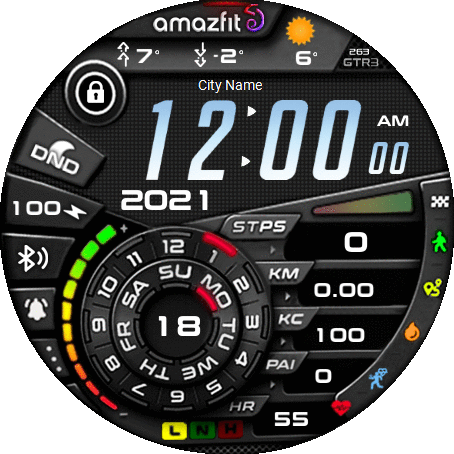 amazfit
7° -2° 6° 263
GTR3
City Name
12:00 AM
00
DND
2021
100
STPS 0
KM 0.00
KC 100
PAI 0
HR 55
12 1 2 3 4 5 6 7 8 9 10 11
SU MO TU WE TH FR SA
18
L N H